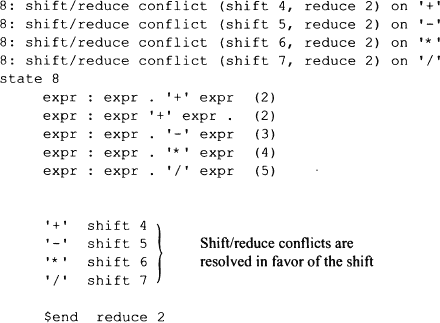 8: shift/reduce conflict (shift 4, reduce 2) on '+'
8: shift/reduce conflict (shift 5, reduce 2) on '-'
8: shift/reduce conflict (shift 6, reduce 2) on '*'
8: shift/reduce conflict (shift 7, reduce 2) on '/'
state 8
expr : expr . '+' expr (2)
expr : expr '+' expr . (2)
expr : expr . '-' expr (3)
expr : expr . '*' expr (4)
expr : expr . '/' expr (5)
'+' shift 4
'-' shift 5
'*' shift 6
'/' shift 7
Shift/reduce conflicts are
resolved in favor of the shift
$end reduce 2